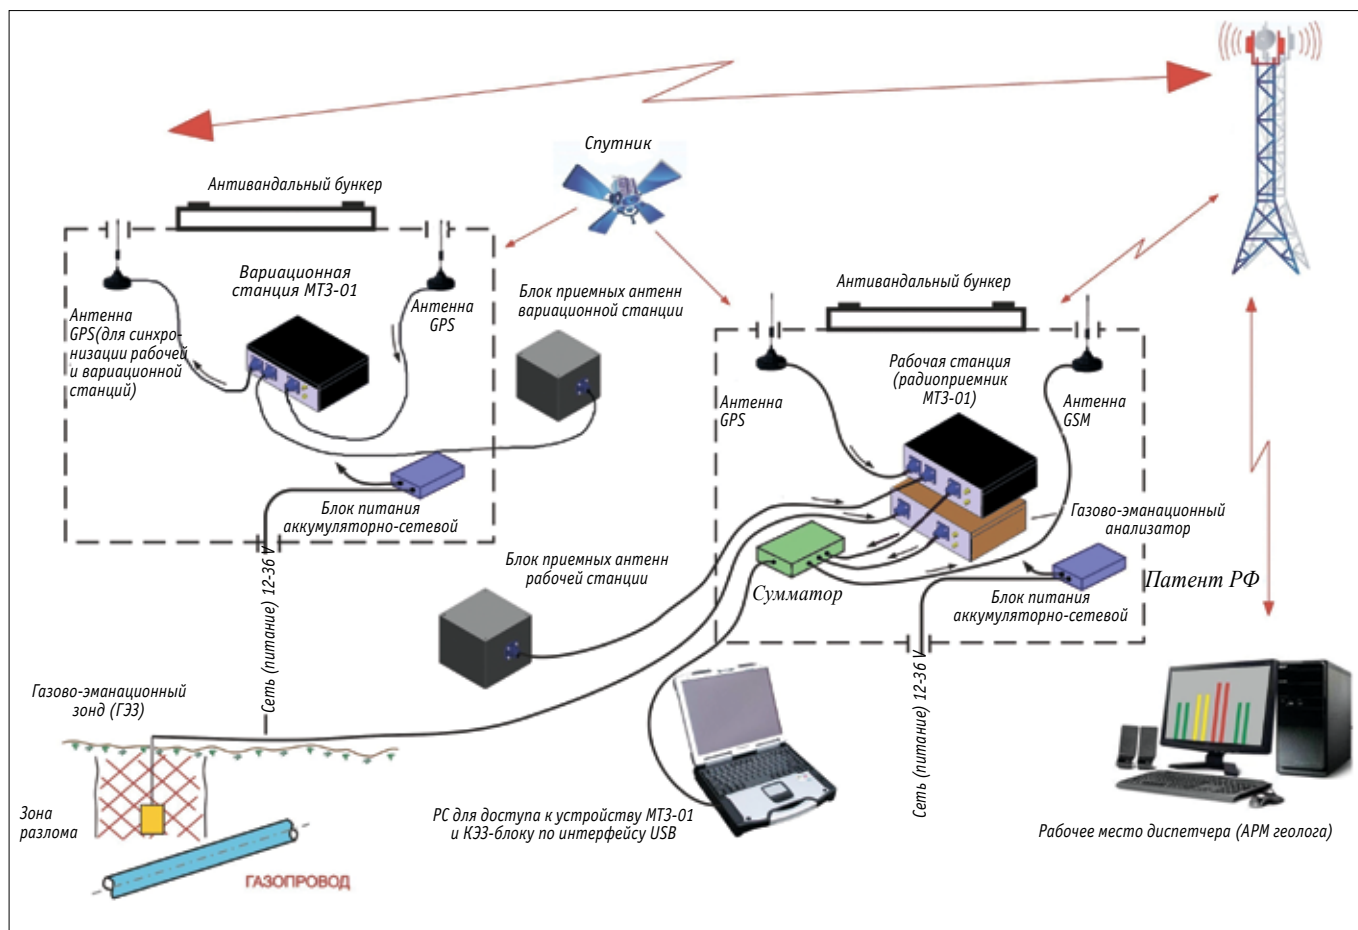 Спутник
Антивандальный бункер
Вариационная
станция МТЗ-01
Антенна
GPS(для синхро-
низации рабочей
и вариационной
станций)
Антенна
GPS
Блок приемных антенн
вариационной станции
Антивандальный бункер
Рабочая станция
(радиоприемник
МТЗ-01)
Антенна
GPS
Антенна
GSM
Блок питания
аккумуляторно-сетевой
Сеть (питание) 12-36 V
Блок приемных антенн
рабочей станции
Сумматор
Газово-эманационный
анализатор
Блок питания
аккумуляторно-сетевой
Патент РФ
Сеть (питание) 12-36 V
Газово-эманационный
зонд (ГЭЗ)
Зона
разлома
ГАЗОПРОВОД
PC для доступа к устройству МТЗ-01
и КЭЗ-блоку по интерфейсу USB
Рабочее место диспетчера (АРМ геолога)